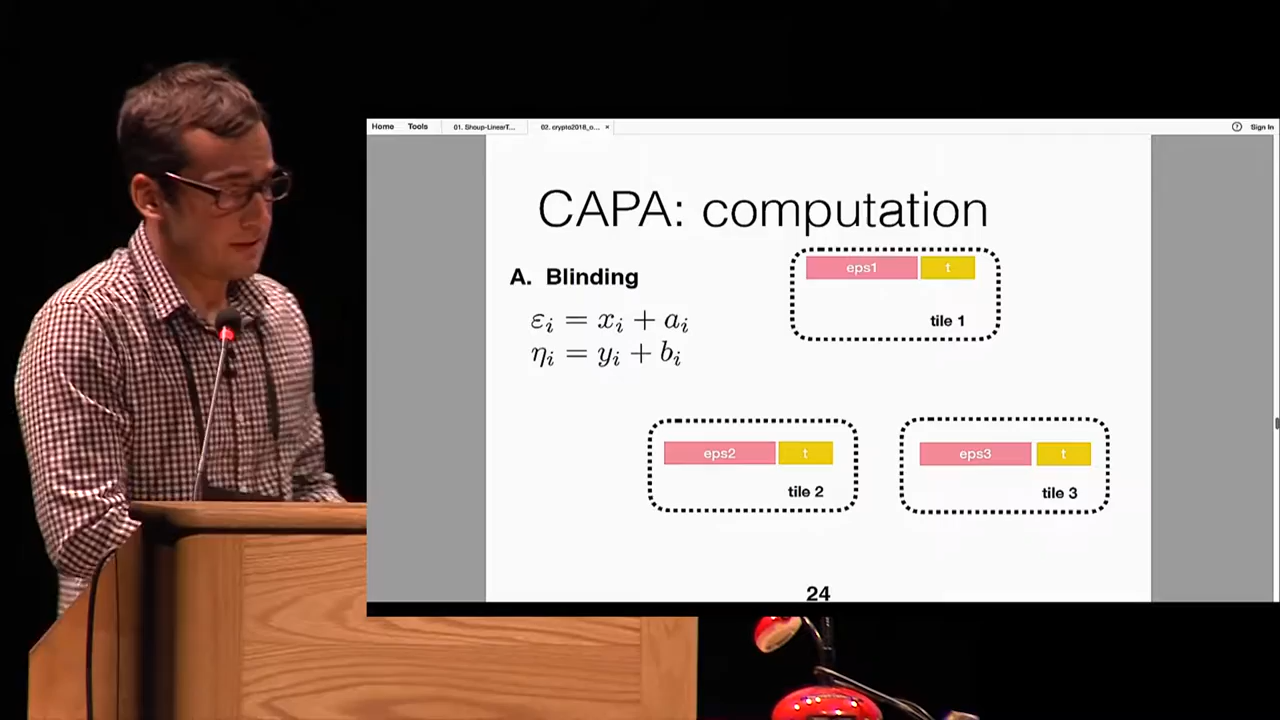 Home Tools 01. Shoup-LinearT... 02. crypto2018_o... × ? Sign In
CAPA: computation
A. Blinding
εᵢ = xᵢ + aᵢ
ηᵢ = yᵢ + bᵢ
eps1 t
tile 1
eps2 t
tile 2
eps3 t
tile 3
24